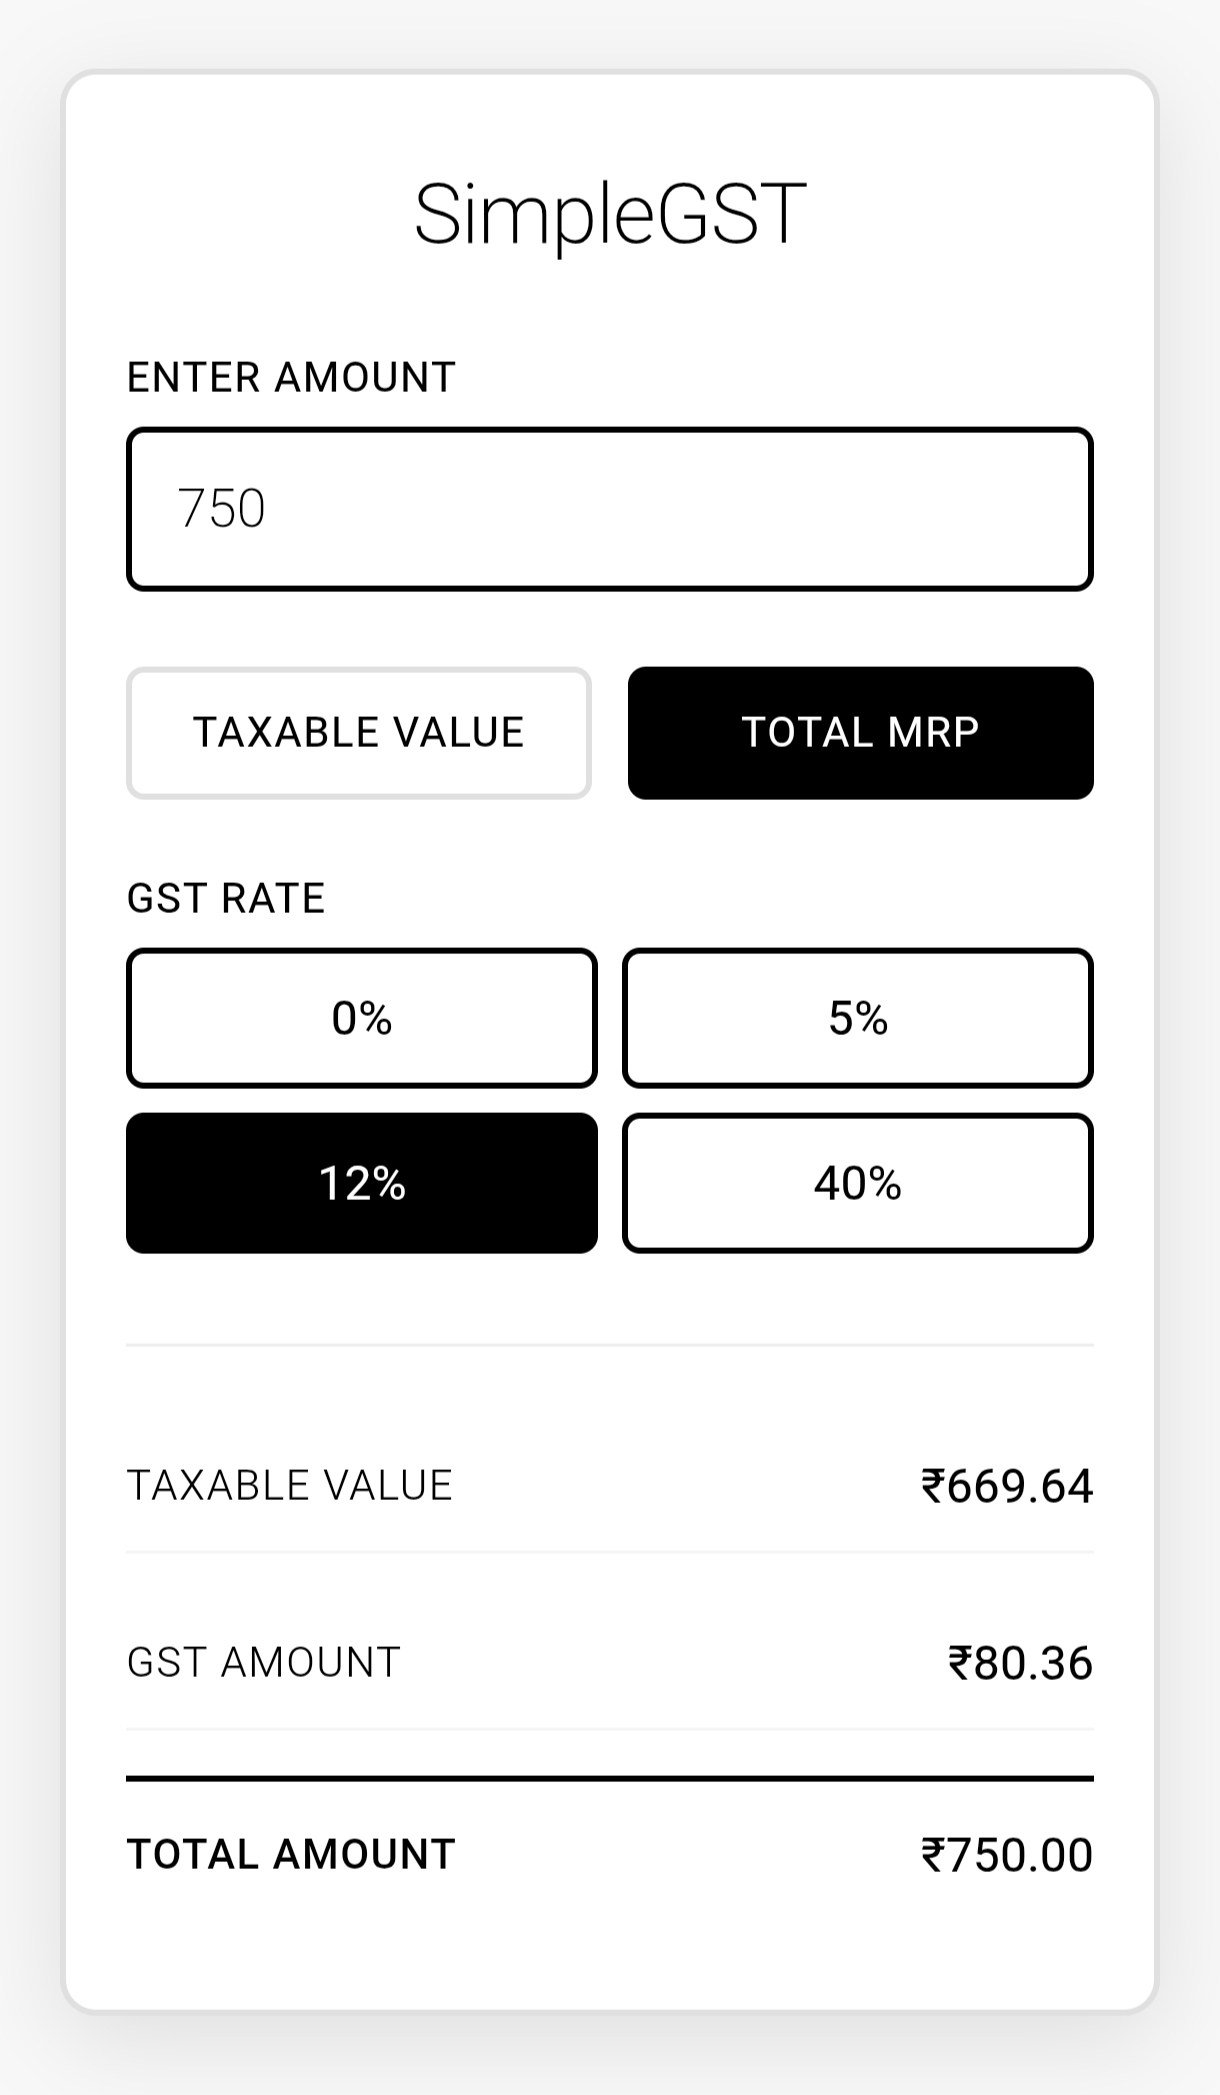 SimpleGST
ENTER AMOUNT
750
TAXABLE VALUE TOTAL MRP
GST RATE
0% 5%
12% 40%
TAXABLE VALUE ₹669.64
GST AMOUNT ₹80.36
TOTAL AMOUNT ₹750.00